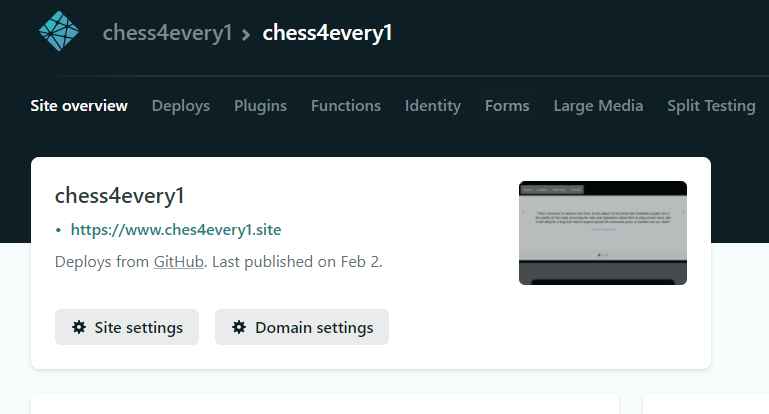 chess4every1 > chess4every1
Site overview Deploys Plugins Functions Identity Forms Large Media Split Testing
chess4every1
• https://www.ches4every1.site
Deploys from GitHub. Last published on Feb 2.
Site settings Domain settings